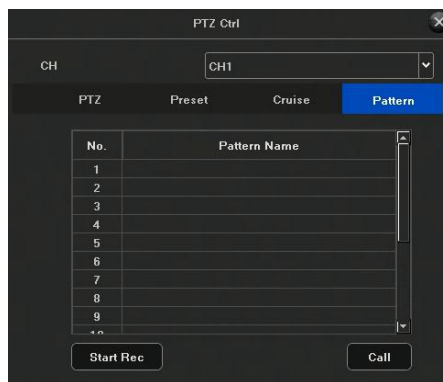 PTZ Ctrl
CH
CH1
PTZ Preset Cruise Pattern
No. Pattern Name
1
2
3
4
5
6
7
8
9
10
Start Rec Call